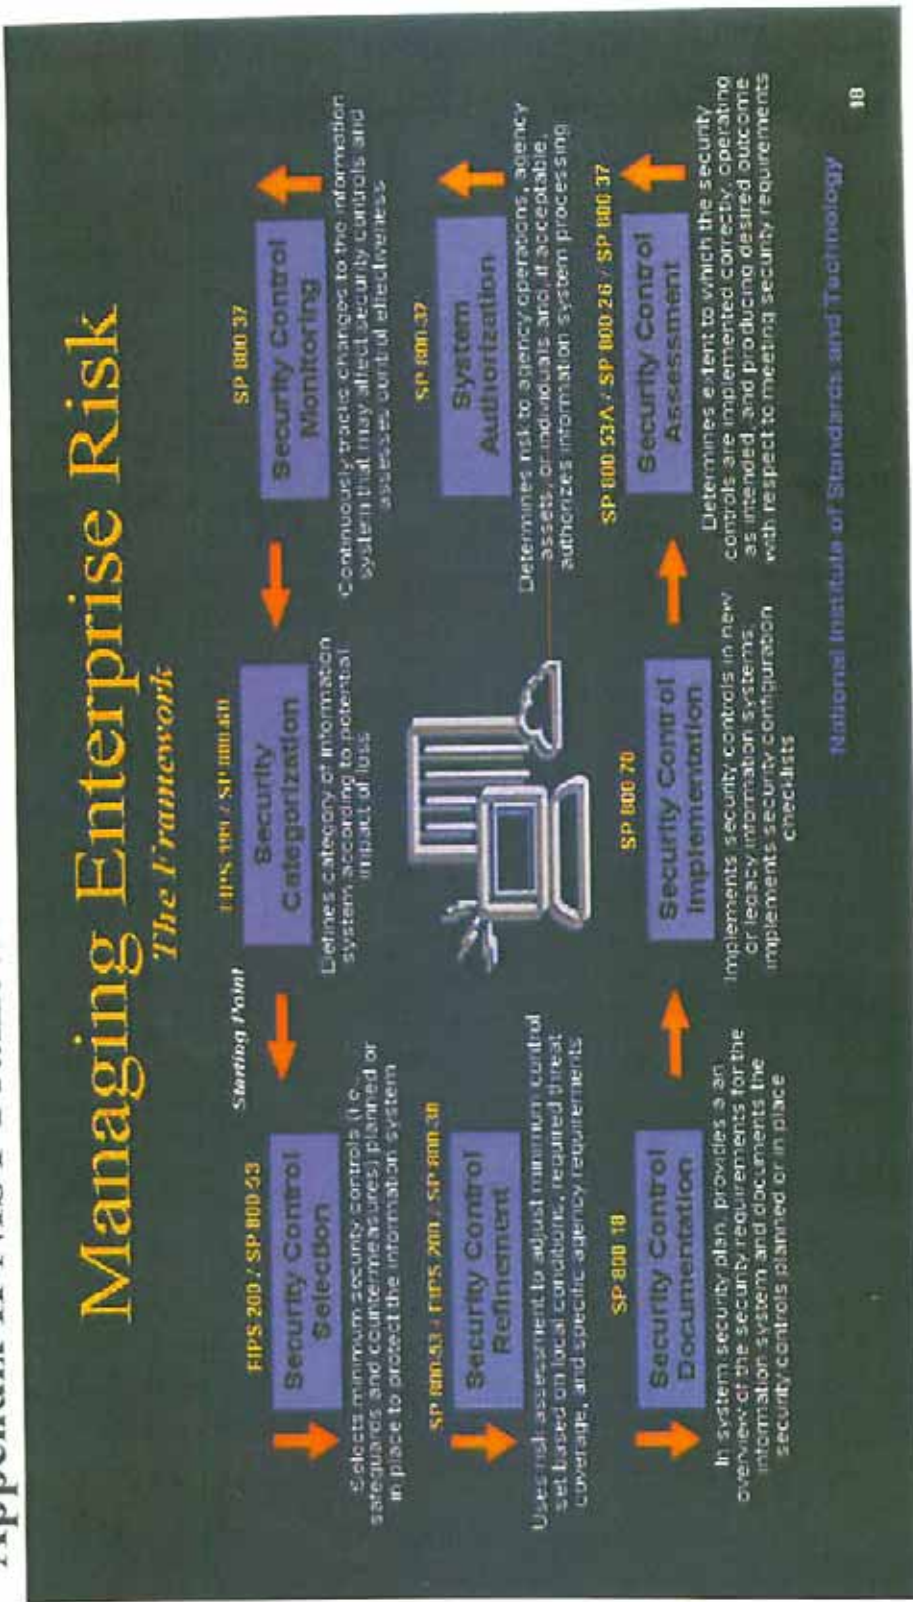 Appendix
Managing Enterprise Risk
The Framework
Starting Point
FIPS 200 / SP 800-53
Security Control
Selection
Selects minimum security controls (i.e.,
safeguards and countermeasures) planned or
in place to protect the information system
FIPS 199 / SP 800-60
Security
Categorization
Defines category of information
system according to potential
impact of loss
SP 800-37
Security Control
Monitoring
Continuously tracks changes to the information
system that may affect security controls and
assesses control effectiveness
SP 800-53 / FIPS 200 / SP 800-30
Security Control
Refinement
Uses risk assessment to adjust minimum control
set based on local conditions, required threat
coverage, and specific agency requirements
SP 800-37
System
Authorization
Determines risk to agency operations, agency
assets, or individuals and, if acceptable,
authorizes information system processing
SP 800-18
Security Control
Documentation
In system security plan, provides a an
overview of the security requirements for the
information system and documents the
security controls planned or in place
SP 800-70
Security Control
Implementation
Implements security controls in new
or legacy information systems;
implements security configuration
checklists
SP 800-53A / SP 800-26 / SP 800-37
Security Control
Assessment
Determines extent to which the security
controls are implemented correctly, operating
as intended, and producing desired outcome
with respect to meeting security requirements
National Institute of Standards and Technology
18